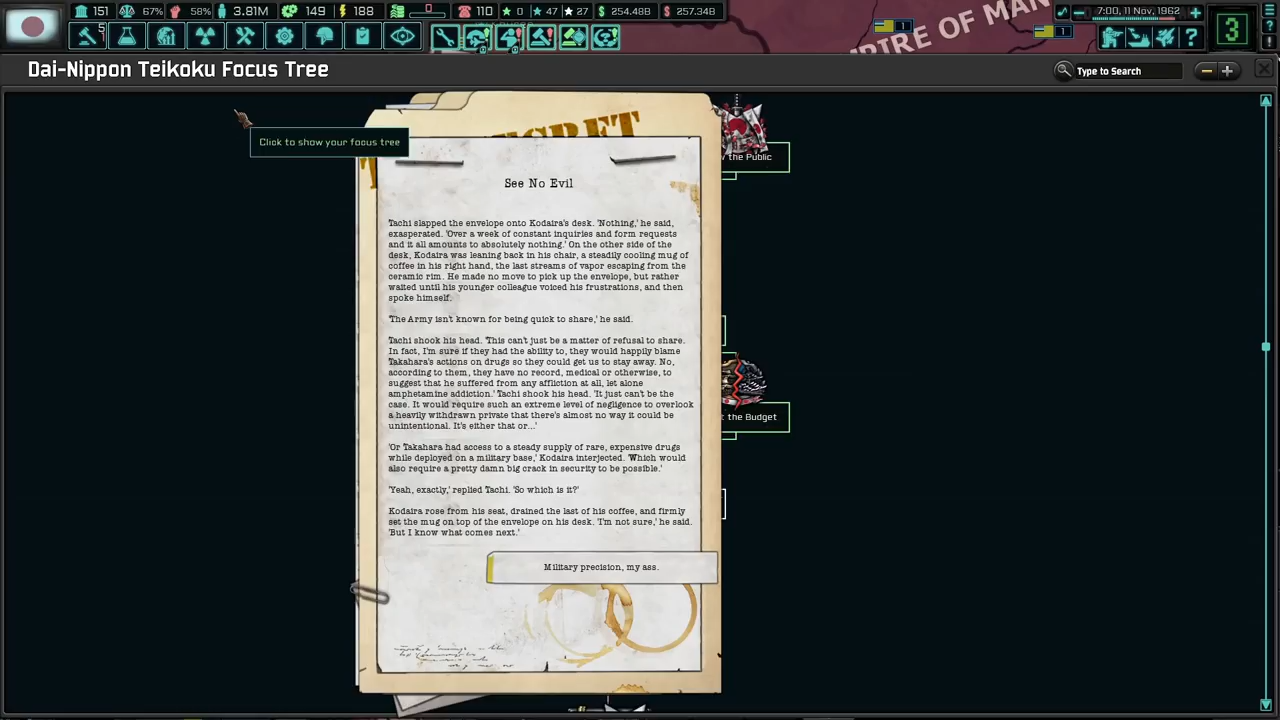 151 67% 58% 3.81M 149 188 110 0 47 27 254.48B 257.34B 7:00, 11 Nov, 1962 3
5 1 1
EMPIRE OF MAN
Dai-Nippon Teikoku Focus Tree
Type to Search
Click to show your focus tree
the Public
See No Evil
Tachi slapped the envelope onto Kodaira's desk. 'Nothing,' he said,
exasperated. 'Over a week of constant inquiries and form requests
and it all amounts to absolutely nothing.' On the other side of the
desk, Kodaira was leaning back in his chair, a steadily cooling mug of
coffee in his right hand, the last streams of vapor escaping from the
ceramic rim. He made no move to pick up the envelope, but rather
waited until his younger colleague voiced his frustrations, and then
spoke himself.
'The Army isn't known for being quick to share,' he said.
Tachi shook his head. 'This can't just be a matter of refusal to share.
In fact, I'm sure if they had the ability to, they would happily blame
Takahara's actions on drugs so they could get us to stay away. No,
according to them, they have no record, medical or otherwise, to
suggest that he suffered from any affliction at all, let alone
amphetamine addiction.' Tachi shook his head. 'It just can't be the
case. It would require such an extreme level of negligence to overlook
a heavily withdrawn private that there's almost no way it could be
unintentional. It's either that or...'
'Or Takahara had access to a steady supply of rare, expensive drugs
while deployed on a military base,' Kodaira interjected. 'Which would
also require a pretty damn big crack in security to be possible.'
'Yeah, exactly,' replied Tachi. 'So which is it?'
Kodaira rose from his seat, drained the last of his coffee, and firmly
set the mug on top of the envelope on his desk. 'I'm not sure,' he said.
'But I know what comes next.'
the Budget
Military precision, my ass.